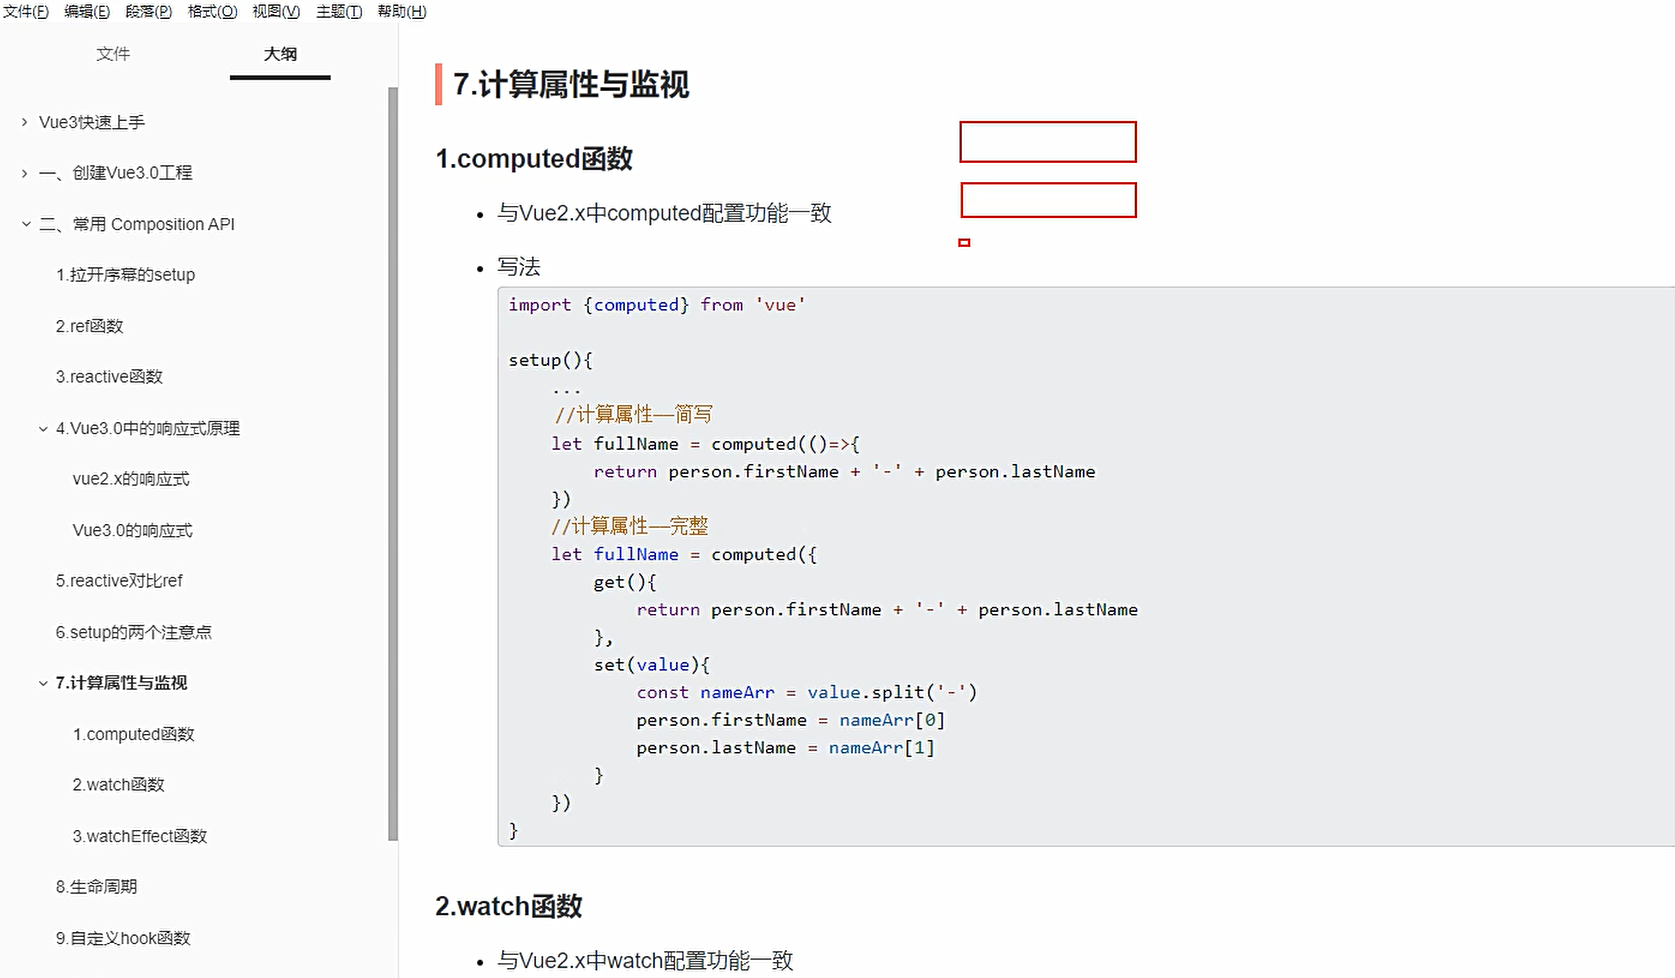 文件(F) 编辑(E) 段落(P) 格式(O) 视图(V) 主题(T) 帮助(H)
文件 大纲
Vue3快速上手
一、创建Vue3.0工程
二、常用 Composition API
1.拉开序幕的setup
2.ref函数
3.reactive函数
4.Vue3.0中的响应式原理
vue2.x的响应式
Vue3.0的响应式
5.reactive对比ref
6.setup的两个注意点
7.计算属性与监视
1.computed函数
2.watch函数
3.watchEffect函数
8.生命周期
9.自定义hook函数
7.计算属性与监视
1.computed函数
• 与Vue2.x中computed配置功能一致
• 写法
import {computed} from 'vue'
setup(){
    ...
    //计算属性——简写
    let fullName = computed(()=>{
        return person.firstName + '-' + person.lastName
    })
    //计算属性——完整
    let fullName = computed({
        get(){
            return person.firstName + '-' + person.lastName
        },
        set(value){
            const nameArr = value.split('-')
            person.firstName = nameArr[0]
            person.lastName = nameArr[1]
        }
    })
}
2.watch函数
• 与Vue2.x中watch配置功能一致